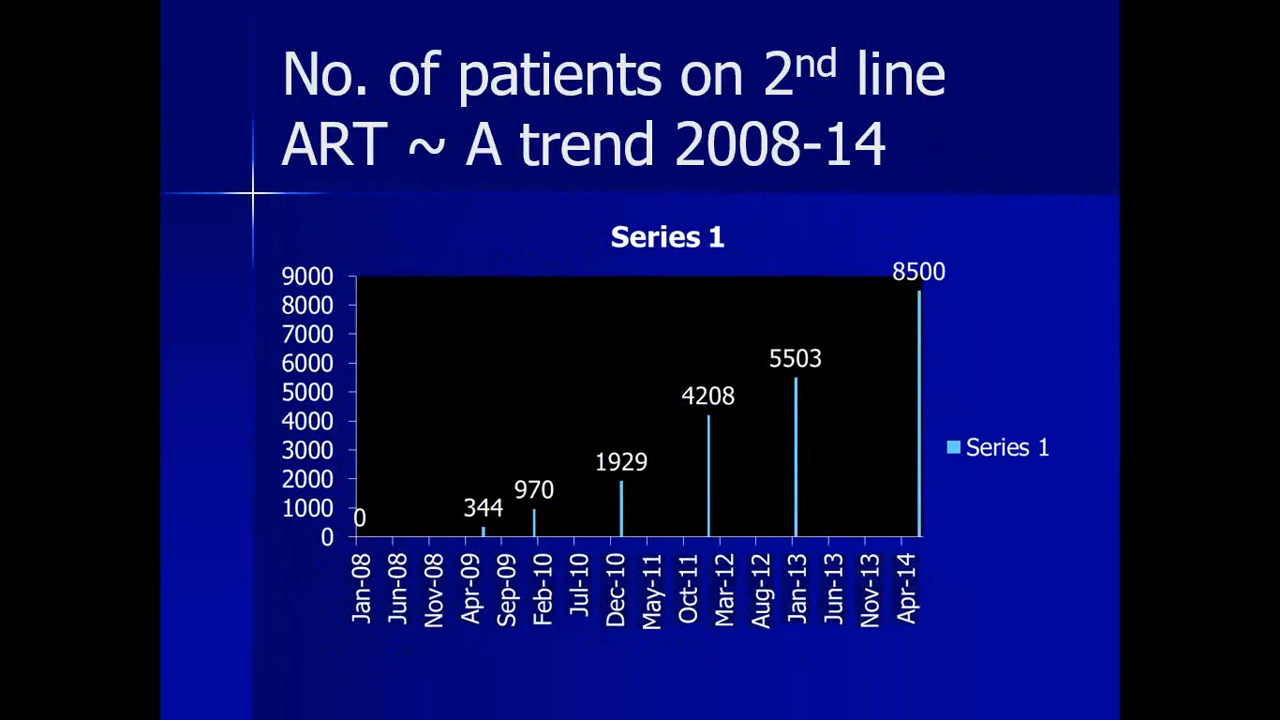 No. of patients on 2nd line
ART ~ A trend 2008-14
Series 1
9000
8000
7000
6000
5000
4000
3000
2000
1000
0
0
344
970
1929
4208
5503
8500
Jan-08
Jun-08
Nov-08
Apr-09
Sep-09
Feb-10
Jul-10
Dec-10
May-11
Oct-11
Mar-12
Aug-12
Jan-13
Jun-13
Nov-13
Apr-14
Series 1